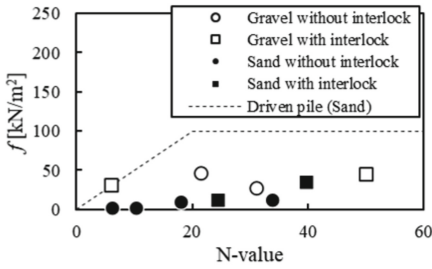 250
200
150
100
50
0
f [kN/m²]
Gravel without interlock
Gravel with interlock
Sand without interlock
Sand with interlock
Driven pile (Sand)
0 20 40 60
N-value